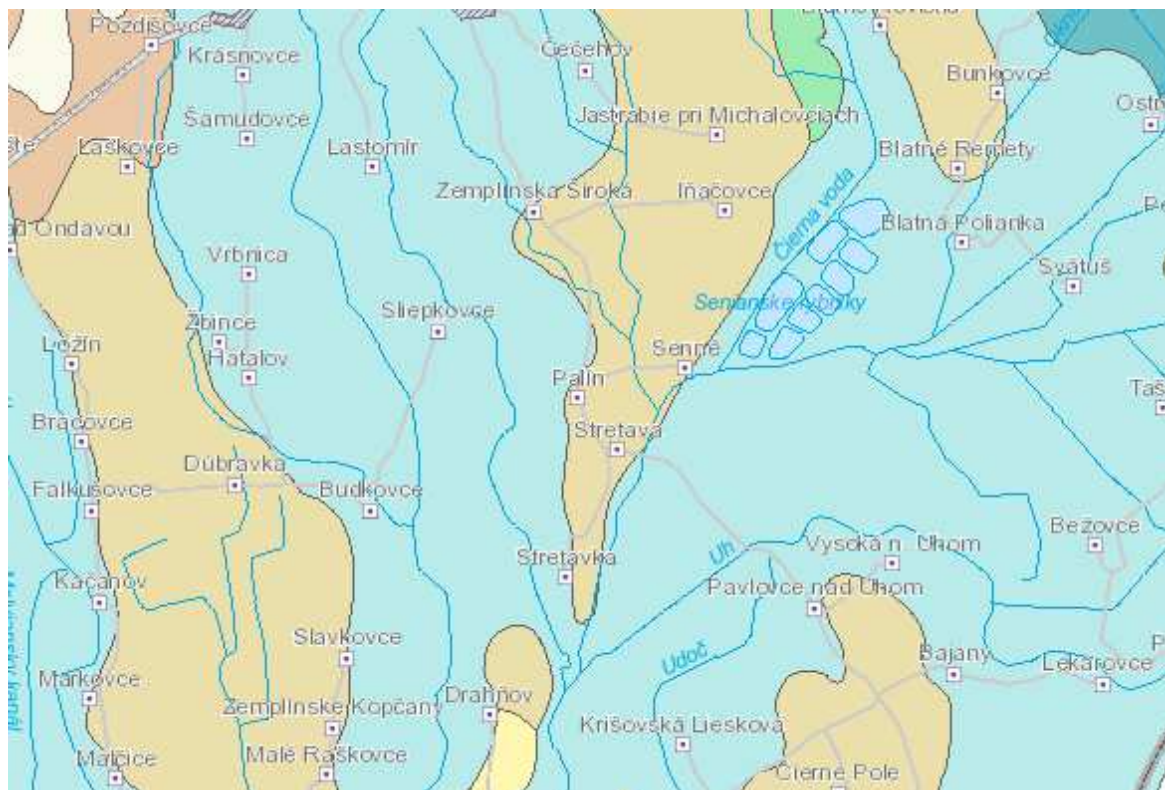 Pozdišovce
Krásnovce
Čečehov
Bunkovce
Šamudovce
Jastrabie pri Michalovciach
Laškovce
Lastomír
Blatné Remety
Zemplínska Široká
Iňačovce
Čierna voda
Blatná Polianka
Vrbnica
Svätuš
Senianske rybníky
Sliepkovce
Zbince
Ložín
Hatalov
Senné
Palín
Bracovce
Stretava
Dúbravka
Falkušovce
Budkovce
Bežovce
Uh
Vysoká n. Uhom
Stretavka
Kačanov
Pavlovce nad Uhom
Slavkovce
Udoč
Bajany
Lekárovce
Markovce
Drahňov
Zemplínske Kopčany
Krišovská Liesková
Malčice
Malé Raškovce
Čierne Pole